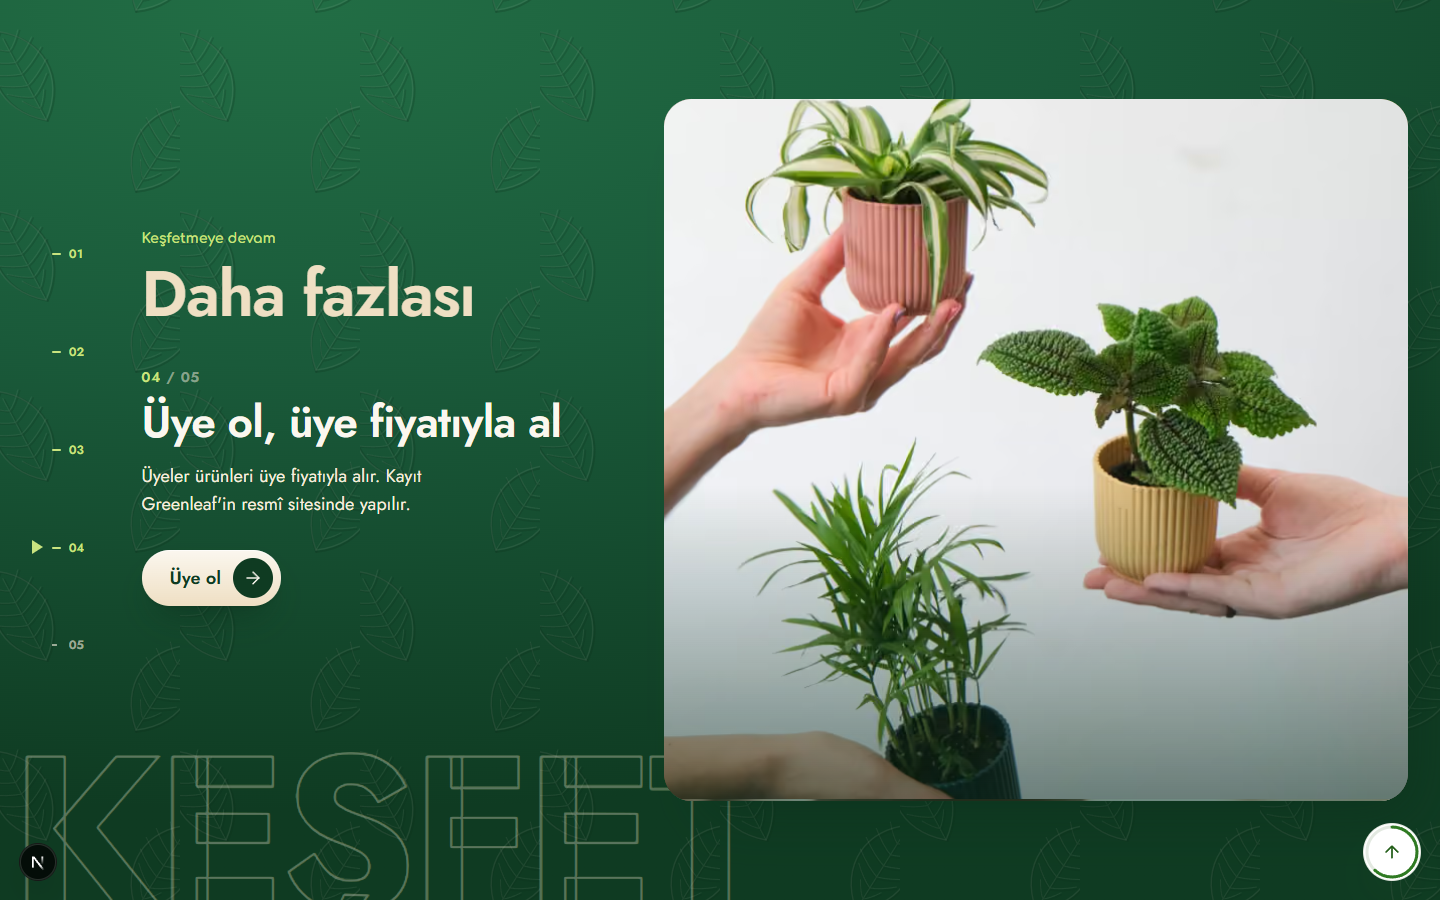 Keşfetmeye devam
Daha fazlası
01
02
03
04
05
04 / 05
Üye ol, üye fiyatıyla al
Üyeler ürünleri üye fiyatıyla alır. Kayıt
Greenleaf'in resmî sitesinde yapılır.
Üye ol
KEŞFET
N